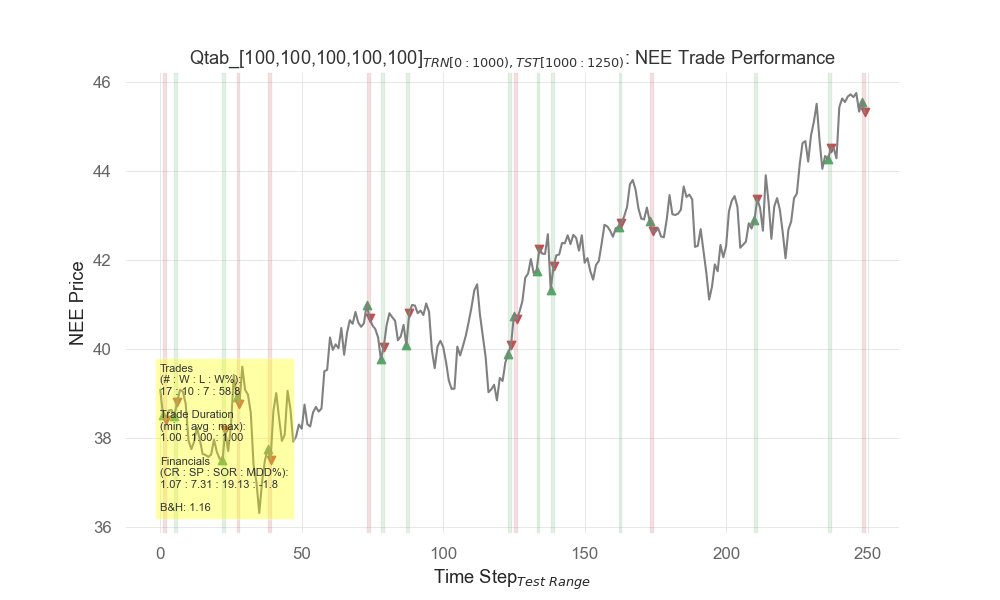 Qtab_[100,100,100,100,100]TRN[0 : 1000), TST[1000 : 1250): NEE Trade Performance
46
44
42
40
38
36
NEE Price
Trades
(# : W : L : W%):
17 : 10 : 7 : 58.8
Trade Duration
(min : avg : max):
1.00 : 1.00 : 1.00
Financials
(CR : SP : SOR : MDD%):
1.07 : 7.31 : 19.13 : -1.8
B&H: 1.16
0 50 100 150 200 250
Time StepTest Range